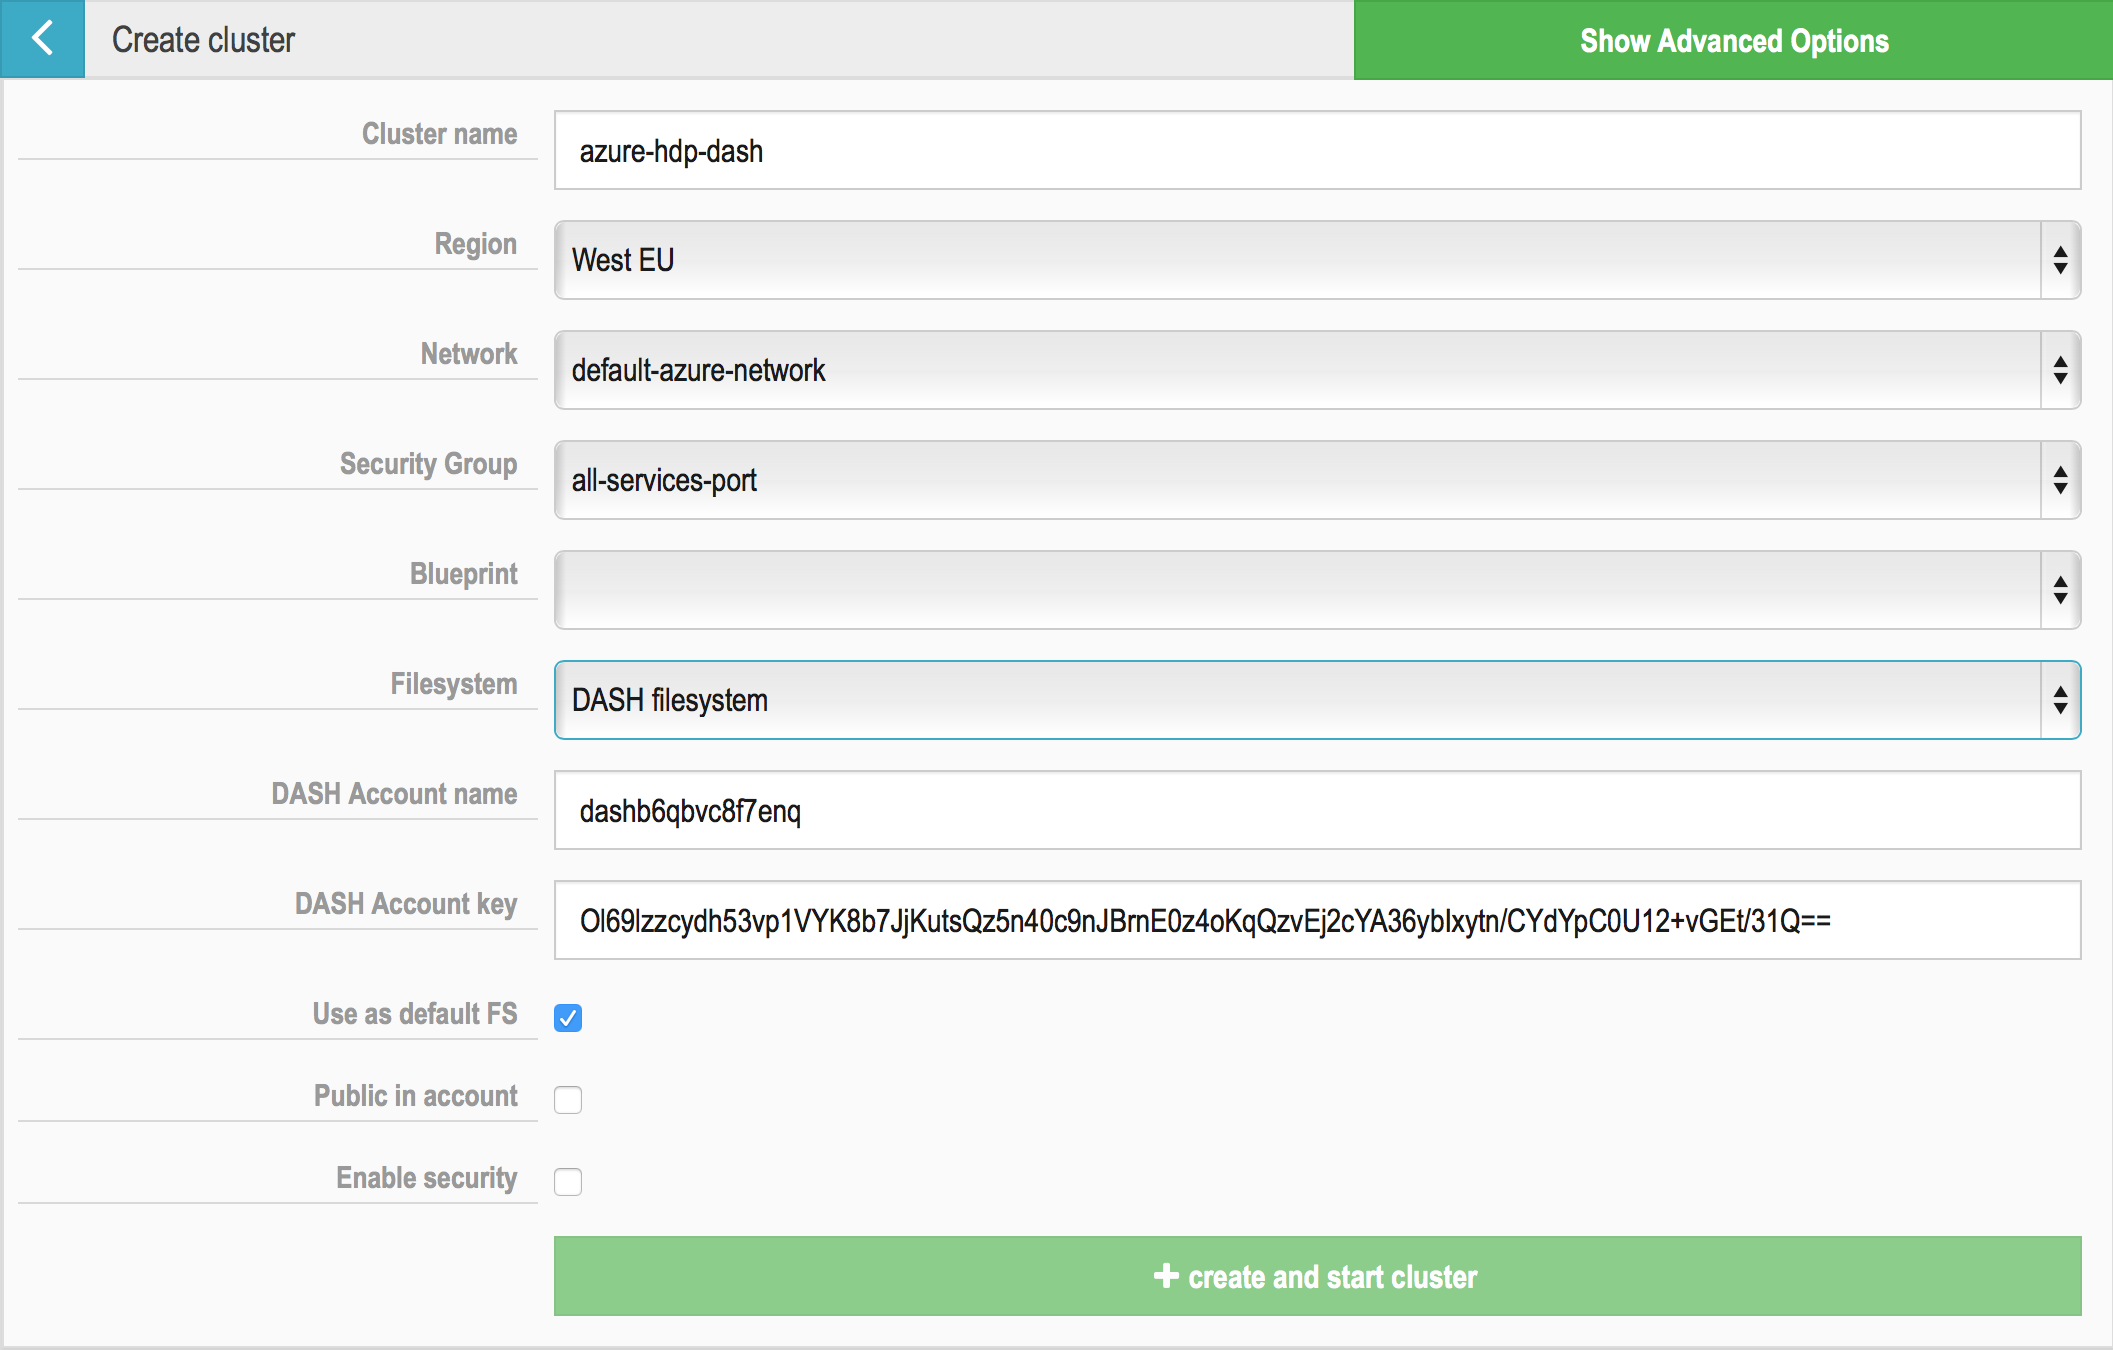 Create cluster
Show Advanced Options
Cluster name
azure-hdp-dash
Region
West EU
Network
default-azure-network
Security Group
all-services-port
Blueprint
Filesystem
DASH filesystem
DASH Account name
dashb6qbvc8f7enq
DASH Account key
Ol69lzzcydh53vp1VYK8b7JjKutsQz5n40c9nJBrnE0z4oKqQzvEj2cYA36yblxytn/CYdYpC0U12+vGEt/31Q==
Use as default FS
Public in account
Enable security
create and start cluster